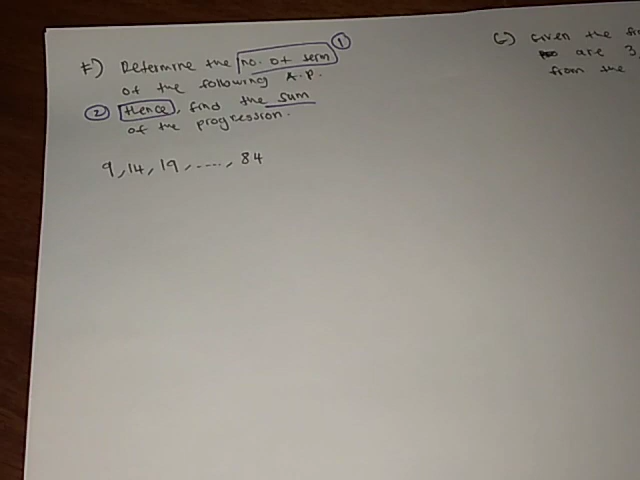 F) Determine the no. of term ①
of the following A.P.
② Hence, find the sum
of the progression.
9, 14, 19, ....., 84
G) Given the
are 3,
from the